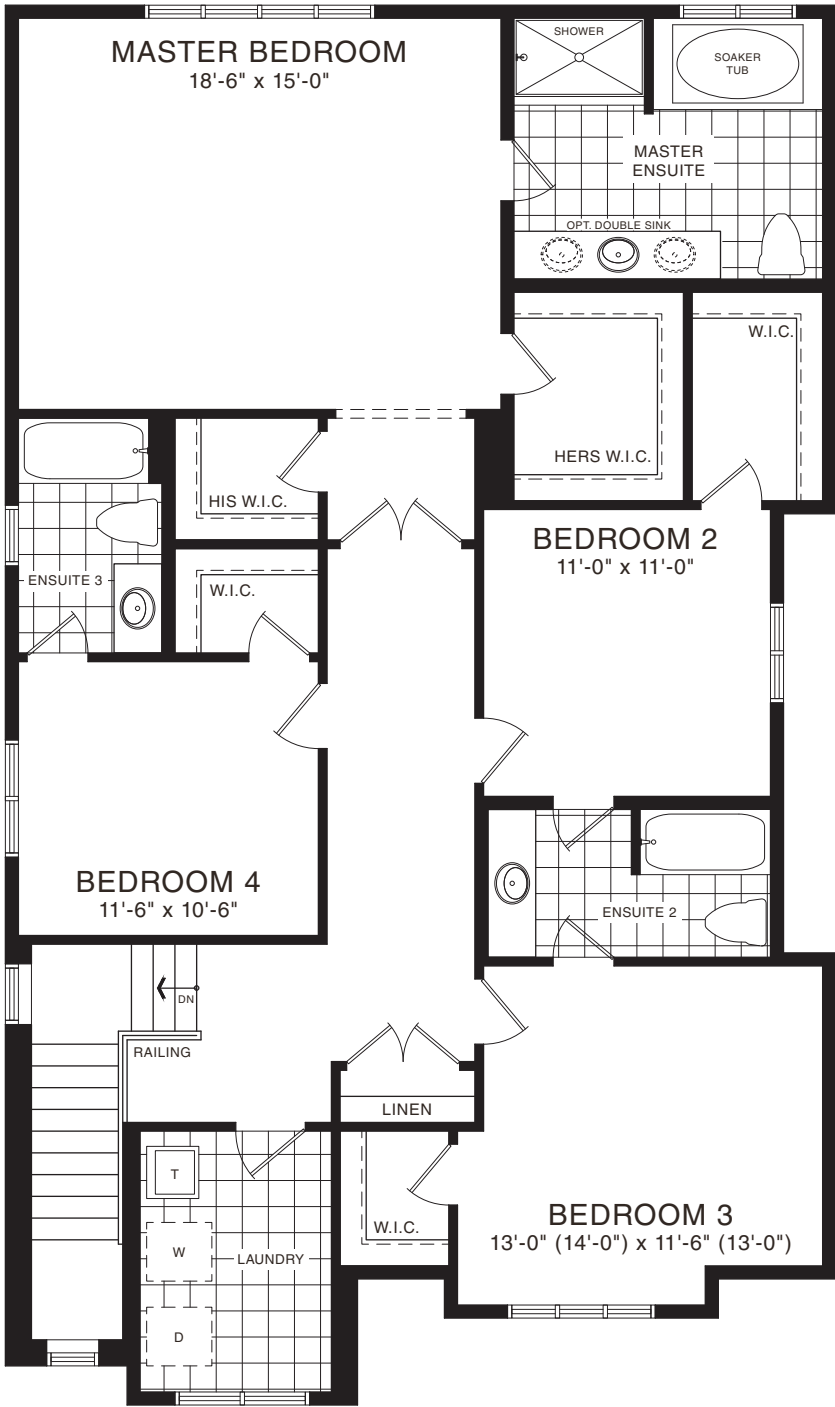 MASTER BEDROOM
18'-6" x 15'-0"
SHOWER
SOAKER
TUB
MASTER
ENSUITE
OPT. DOUBLE SINK
W.I.C.
HERS W.I.C.
HIS W.I.C.
BEDROOM 2
11'-0" x 11'-0"
ENSUITE 3
W.I.C.
BEDROOM 4
11'-6" x 10'-6"
ENSUITE 2
DN
RAILING
LINEN
T
W
D
LAUNDRY
W.I.C.
BEDROOM 3
13'-0" (14'-0") x 11'-6" (13'-0")